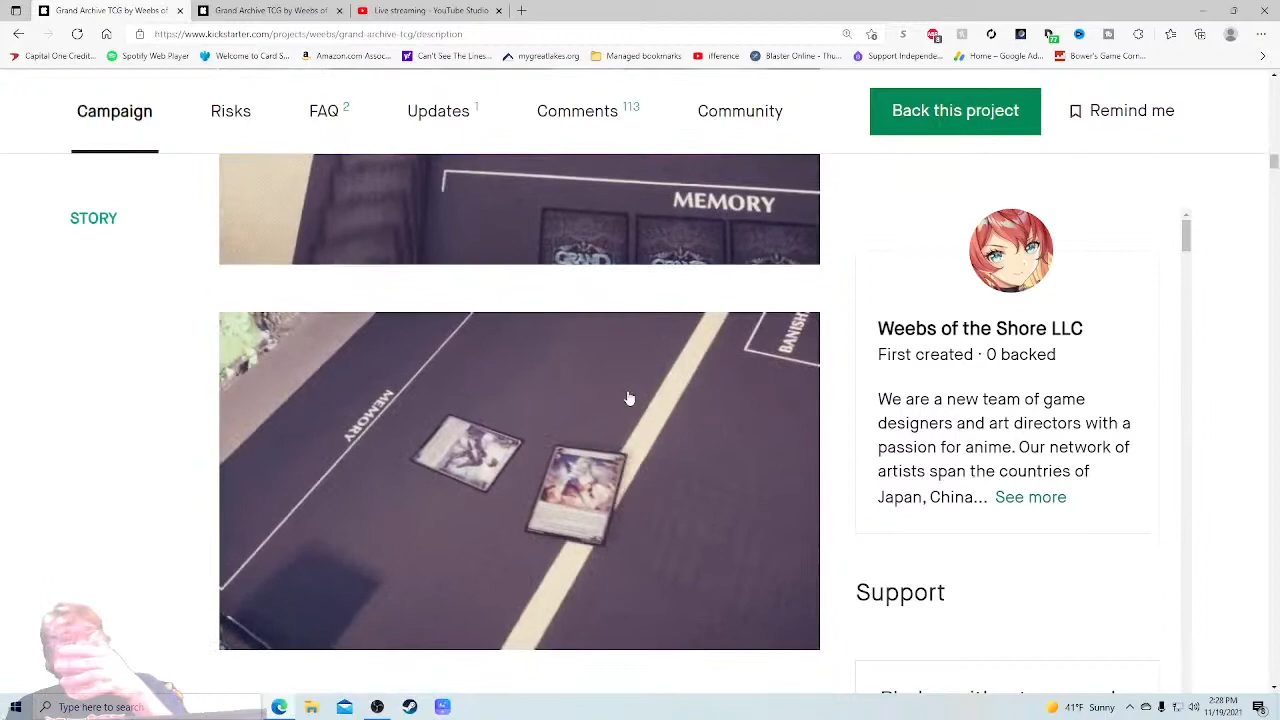 Grand Archive TCG by Weebs of
Grand Archive TCG by Weebs of
Live streaming - YouTube Studio
https://www.kickstarter.com/projects/weebs/grand-archive-tcg/description
Capital One Credit C...
Spotify Web Player
Welcome Card S...
Amazon.com Assoc...
Can't See The Lines...
mygreatlakes.org
Managed bookmarks
ifference
Blaster Online - Thu...
Support Independe...
Home – Google Ad...
Bower's Game.com...
Campaign
Risks
FAQ 2
Updates 1
Comments 113
Community
Back this project
Remind me
STORY
MEMORY
GRAND
GRAND
MEMORY
BANISH
Weebs of the Shore LLC
First created · 0 backed
We are a new team of game
designers and art directors with a
passion for anime. Our network of
artists span the countries of
Japan, China... See more
Support
Type here to search
41°F Sunny
2:29 PM
11/19/2021